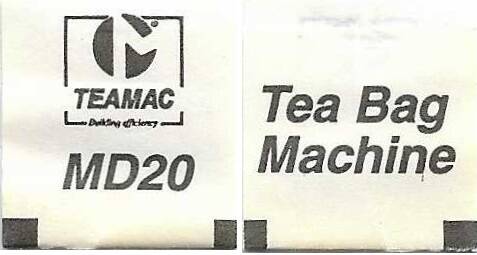 TEAMAC
Building efficiency
MD20
Tea Bag
Machine